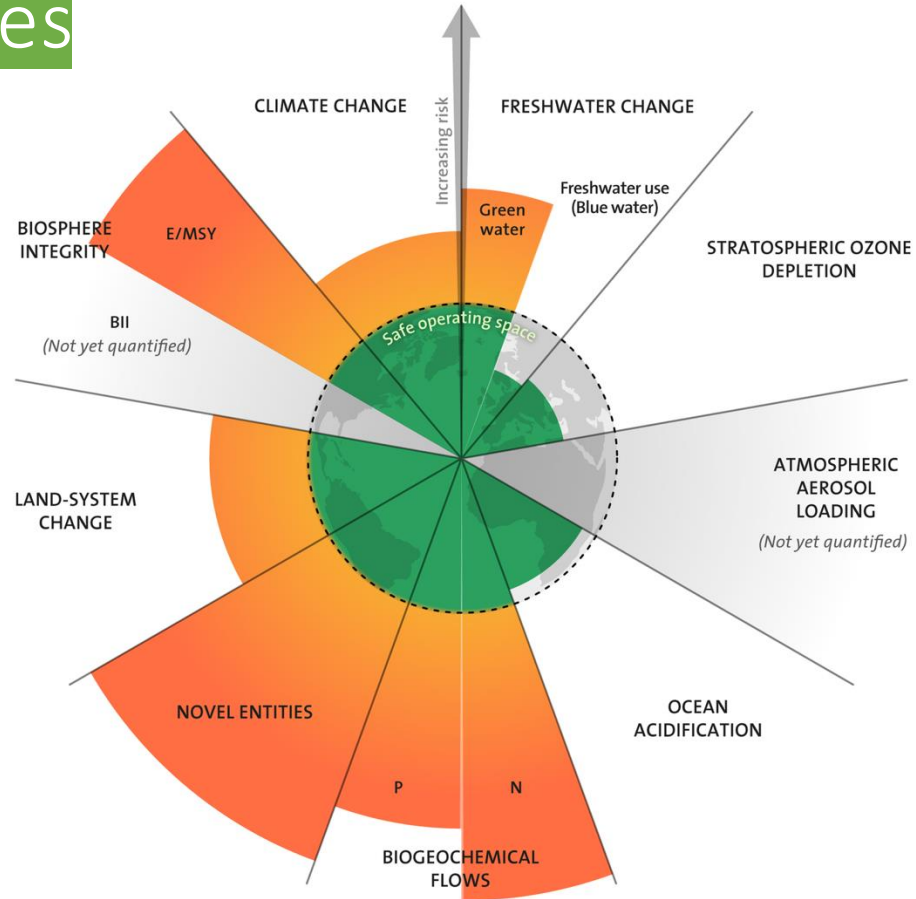 es
CLIMATE CHANGE
Increasing risk
FRESHWATER CHANGE
Green
water
Freshwater use
(Blue water)
BIOSPHERE
INTEGRITY
E/MSY
STRATOSPHERIC OZONE
DEPLETION
BII
(Not yet quantified)
Safe operating space
LAND-SYSTEM
CHANGE
ATMOSPHERIC
AEROSOL
LOADING
(Not yet quantified)
NOVEL ENTITIES
OCEAN
ACIDIFICATION
P
N
BIOGEOCHEMICAL
FLOWS